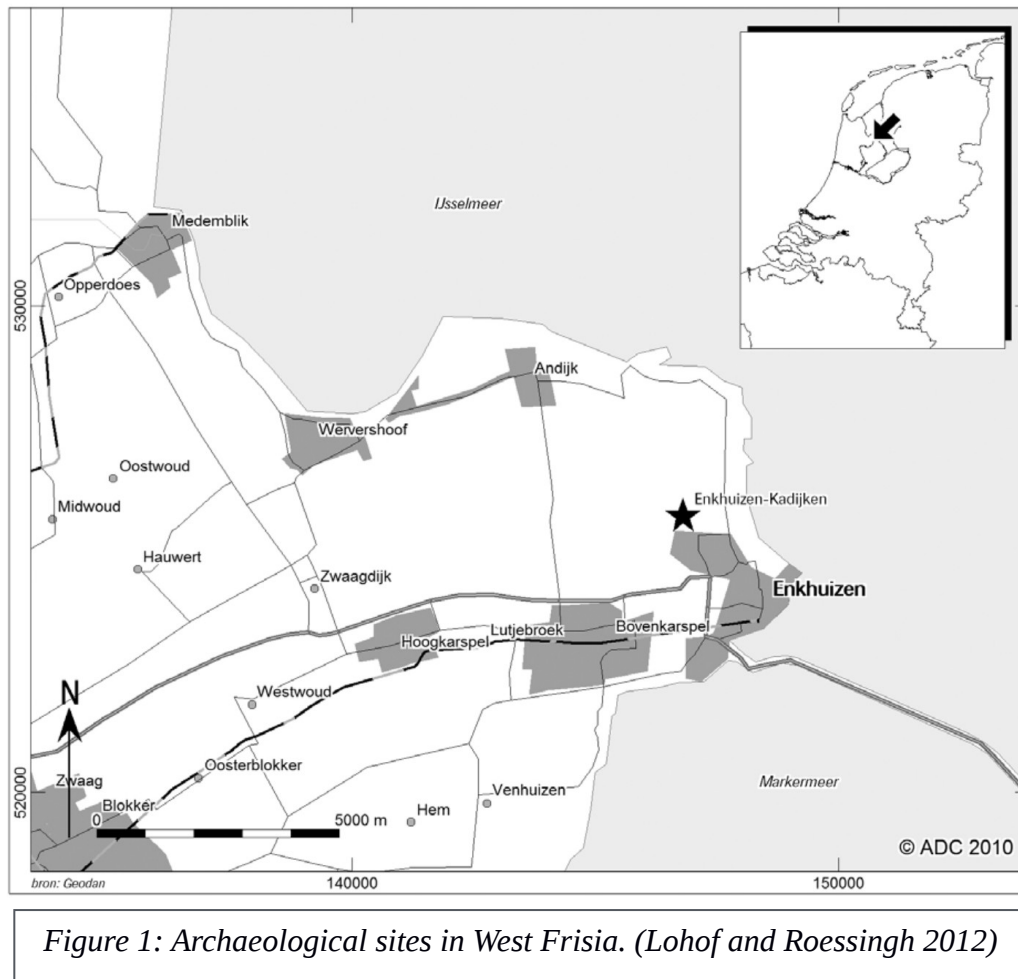 Medemblik
IJsselmeer
Opperdoes
530000
Andijk
Wervershoof
Oostwoud
Enkhuizen-Kadijken
Midwoud
Hauwert
Zwaagdijk
Enkhuizen
Bovenkarspel
Lutjebroek
Hoogkarspel
N
Westwoud
Oosterblokker
Zwaag
Markermeer
520000
Venhuizen
Blokker
Hem
0 5000 m
© ADC 2010
bron: Geodan
140000 150000
Figure 1: Archaeological sites in West Frisia. (Lohof and Roessingh 2012)